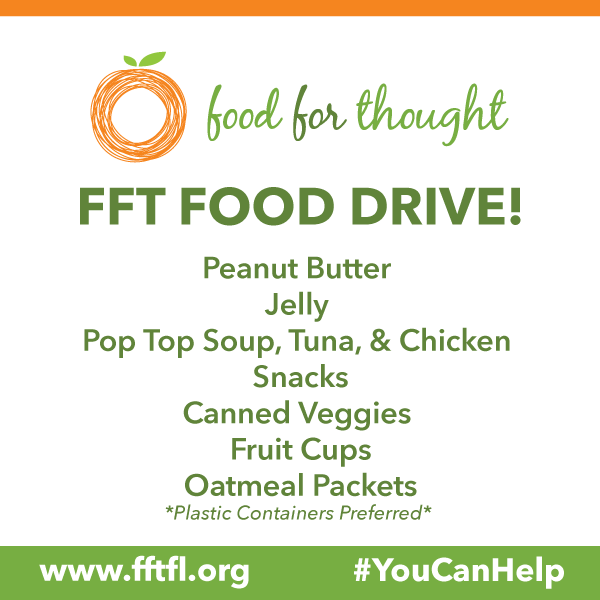 food for thought
FFT FOOD DRIVE!
Peanut Butter
Jelly
Pop Top Soup, Tuna, & Chicken
Snacks
Canned Veggies
Fruit Cups
Oatmeal Packets
*Plastic Containers Preferred*
www.fftfl.org #YouCanHelp